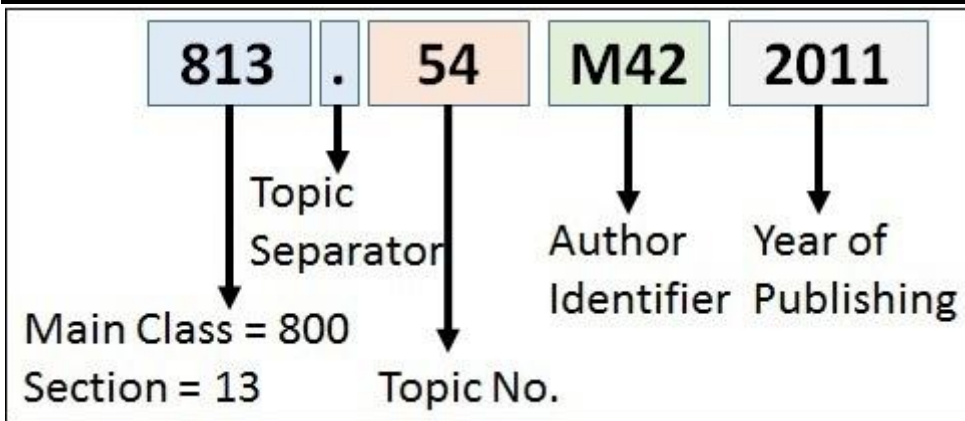 813 . 54 M42 2011
Topic
Separator
Author
Identifier
Year of
Publishing
Main Class = 800
Section = 13
Topic No.